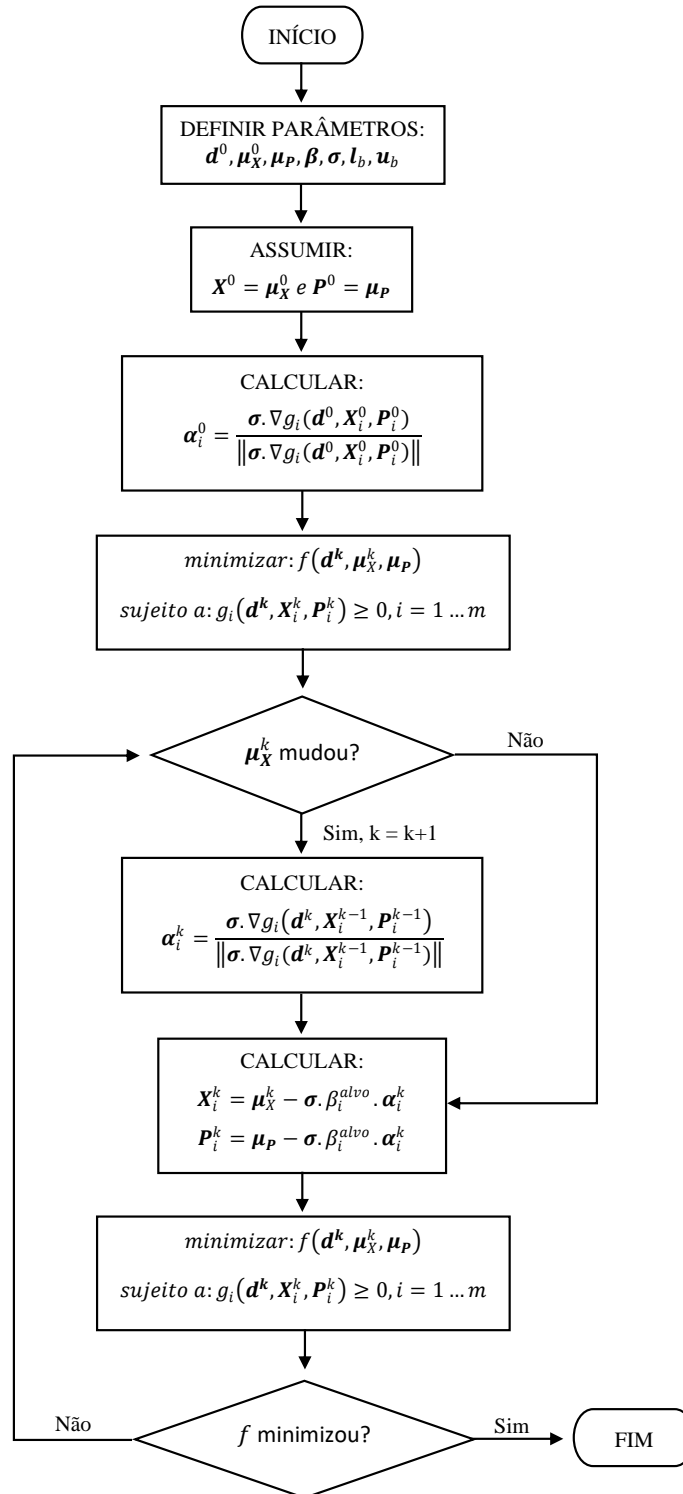 INÍCIO
DEFINIR PARÂMETROS:
d⁰, μ_X⁰, μ_P, β, σ, l_b, u_b
ASSUMIR:
X⁰ = μ_X⁰ e P⁰ = μ_P
CALCULAR:
α_i⁰ = σ.∇g_i(d⁰, X_i⁰, P_i⁰) / ‖σ.∇g_i(d⁰, X_i⁰, P_i⁰)‖
minimizar: f(d^k, μ_X^k, μ_P)
sujeito a: g_i(d^k, X_i^k, P_i^k) ≥ 0, i = 1 … m
μ_X^k mudou?
Não
Sim, k = k+1
CALCULAR:
α_i^k = σ.∇g_i(d^k, X_i^{k−1}, P_i^{k−1}) / ‖σ.∇g_i(d^k, X_i^{k−1}, P_i^{k−1})‖
CALCULAR:
X_i^k = μ_X^k − σ.β_i^{alvo}.α_i^k
P_i^k = μ_P − σ.β_i^{alvo}.α_i^k
minimizar: f(d^k, μ_X^k, μ_P)
sujeito a: g_i(d^k, X_i^k, P_i^k) ≥ 0, i = 1 … m
Não
f minimizou?
Sim
FIM